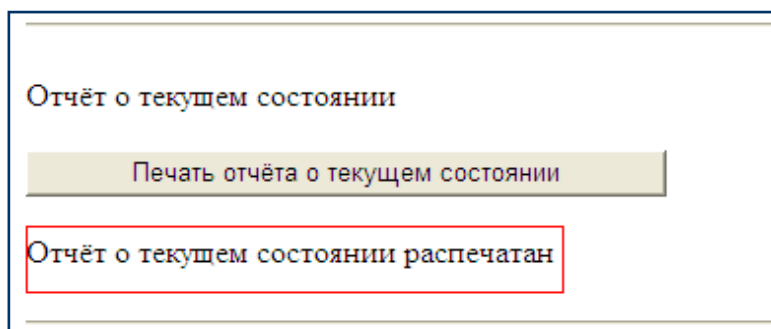 Отчёт о текущем состоянии
Печать отчёта о текущем состоянии
Отчёт о текущем состоянии распечатан